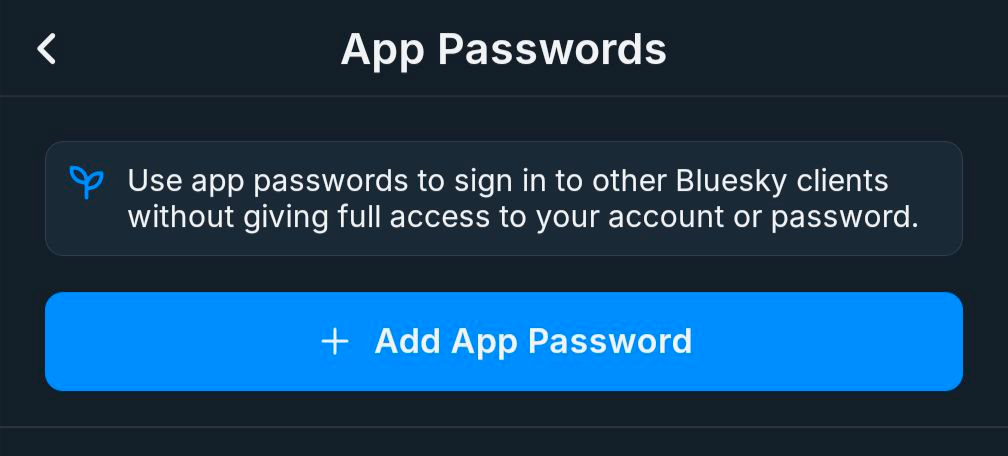 App Passwords
Use app passwords to sign in to other Bluesky clients
without giving full access to your account or password.
+ Add App Password